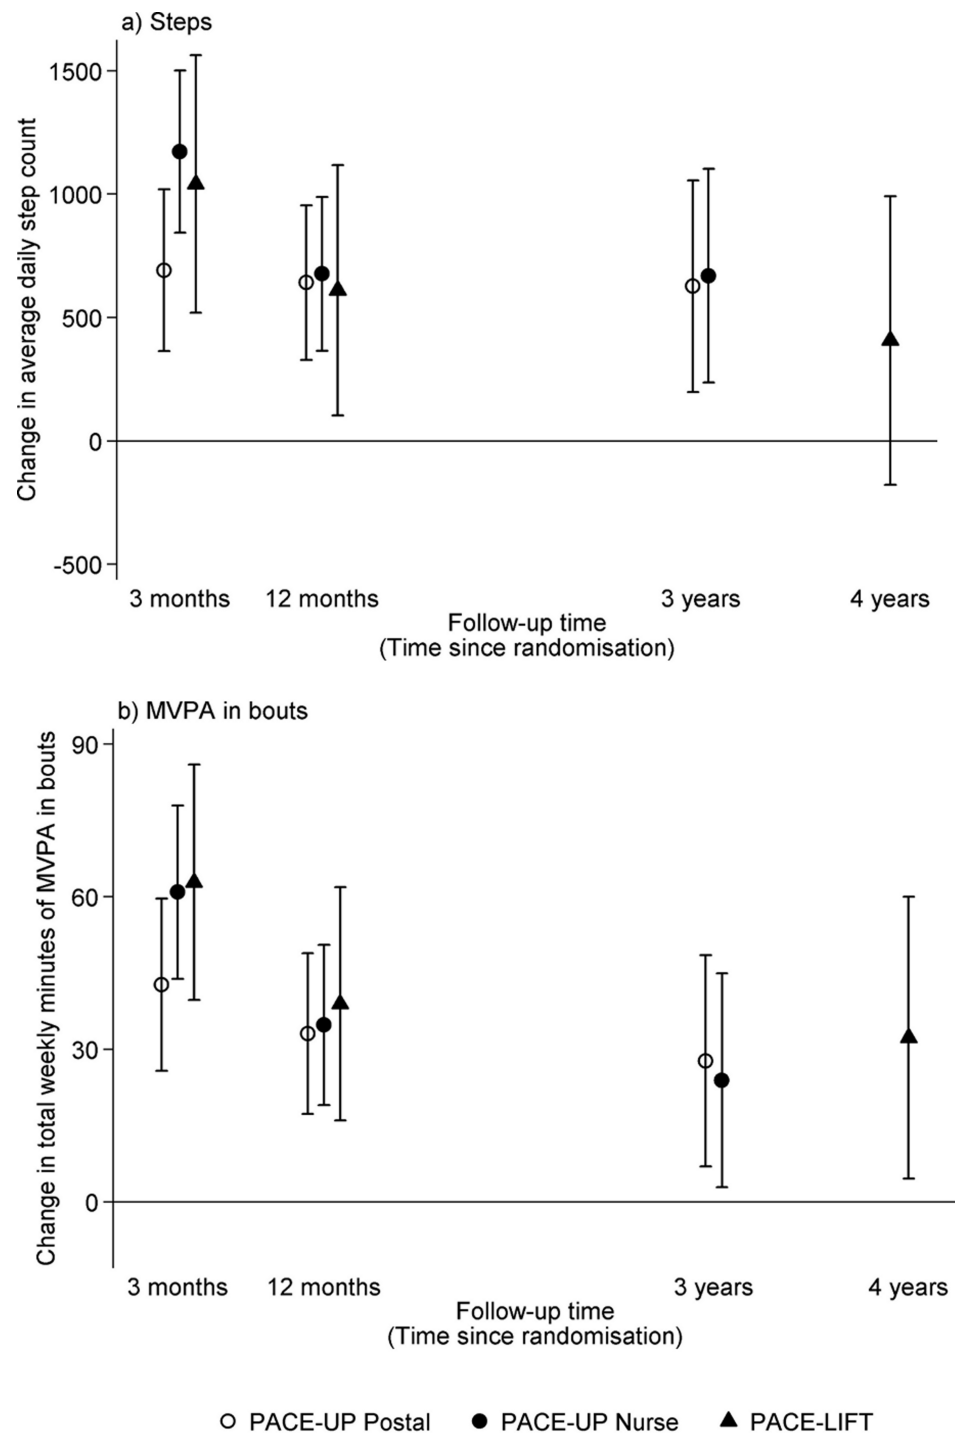 a) Steps
Change in average daily step count
1500
1000
500
0
-500
3 months 12 months 3 years 4 years
Follow-up time
(Time since randomisation)
b) MVPA in bouts
Change in total weekly minutes of MVPA in bouts
90
60
30
0
3 months 12 months 3 years 4 years
Follow-up time
(Time since randomisation)
PACE-UP Postal PACE-UP Nurse PACE-LIFT